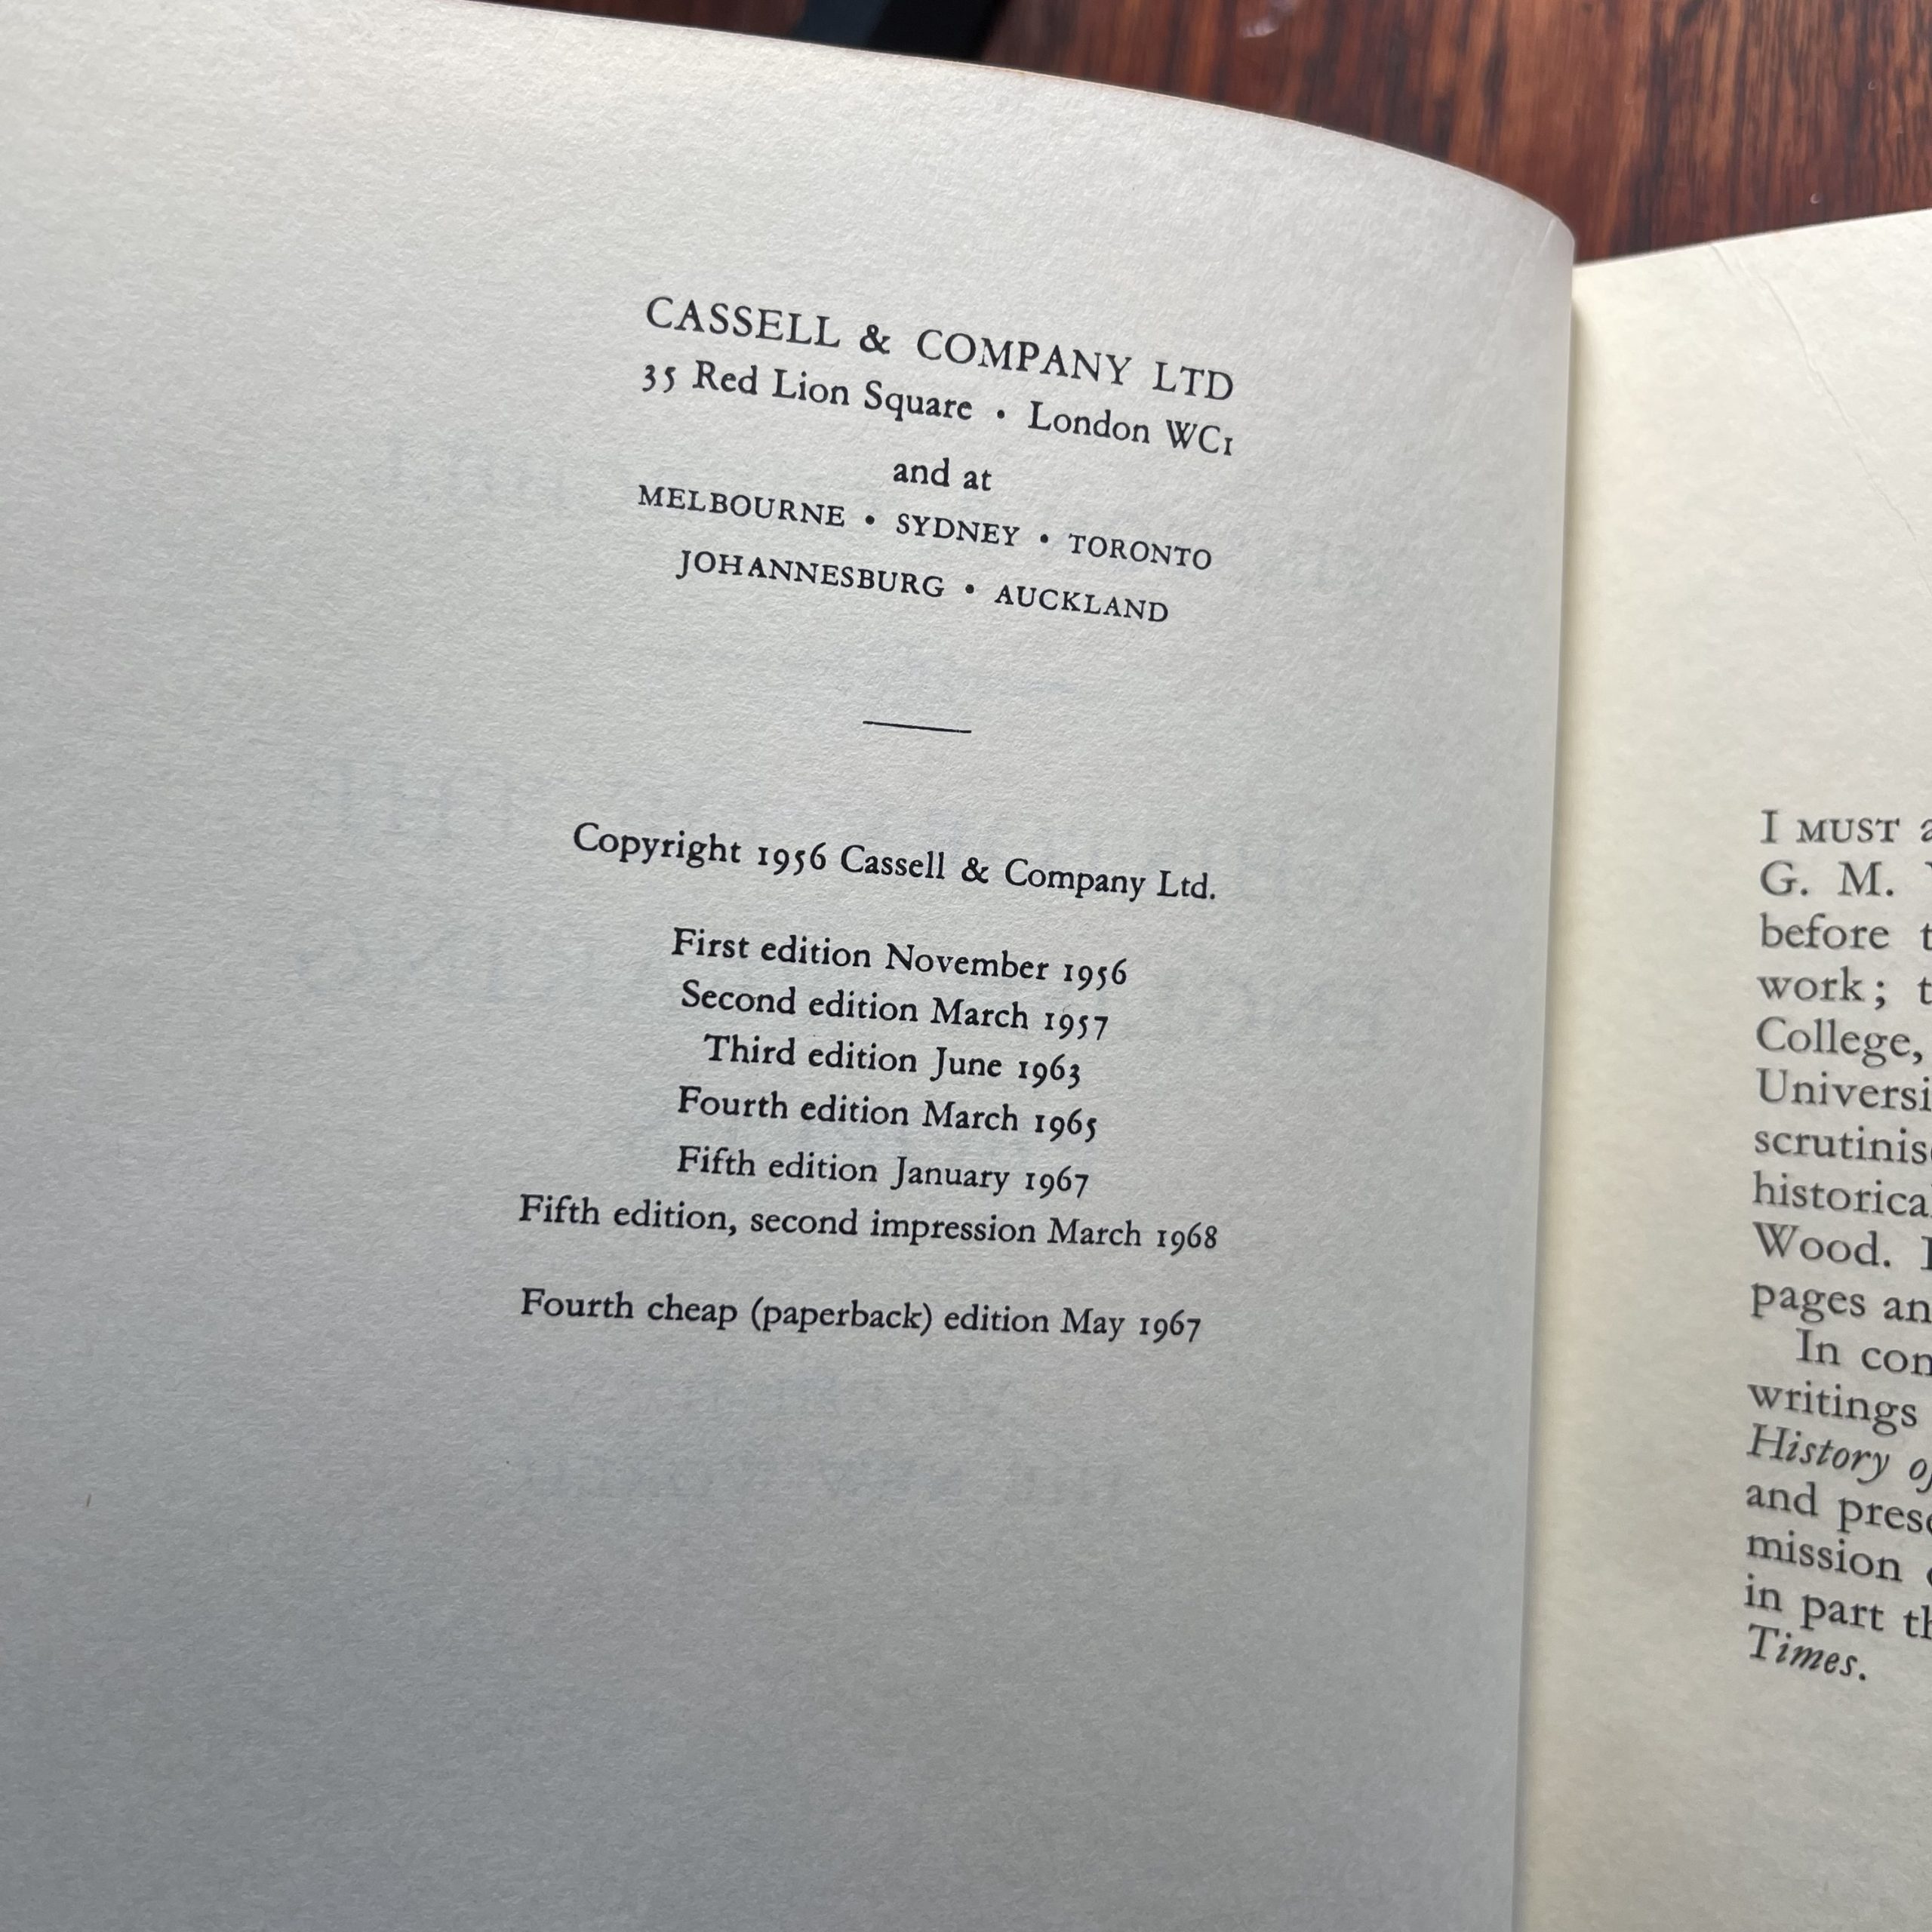 CASSELL & COMPANY LTD
35 Red Lion Square · London WC1
and at
MELBOURNE · SYDNEY · TORONTO
JOHANNESBURG · AUCKLAND
Copyright 1956 Cassell & Company Ltd.
First edition November 1956
Second edition March 1957
Third edition June 1963
Fourth edition March 1965
Fifth edition January 1967
Fifth edition, second impression March 1968
Fourth cheap (paperback) edition May 1967
I MUST
G. M.
before
work;
College,
Universi
scrutinis
historica
Wood.
pages an
In con
writings
History
and pres
mission
in part
Times.